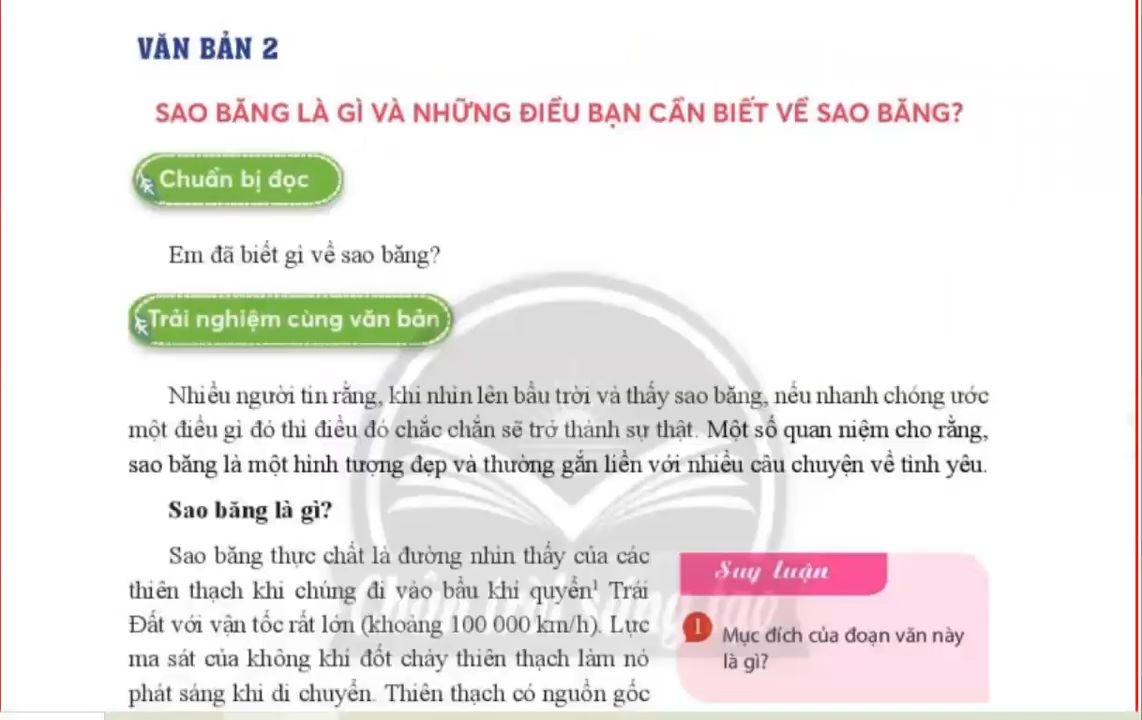 VĂN BẢN 2
SAO BĂNG LÀ GÌ VÀ NHỮNG ĐIỀU BẠN CẦN BIẾT VỀ SAO BĂNG?
Chuẩn bị đọc
Em đã biết gì về sao băng?
Trải nghiệm cùng văn bản
Nhiều người tin rằng, khi nhìn lên bầu trời và thấy sao băng, nếu nhanh chóng ước
một điều gì đó thì điều đó chắc chắn sẽ trở thành sự thật. Một số quan niệm cho rằng,
sao băng là một hình tượng đẹp và thường gắn liền với nhiều câu chuyện về tình yêu.
Sao băng là gì?
Sao băng thực chất là đường nhìn thấy của các
thiên thạch khi chúng đi vào bầu khí quyển¹ Trái
Đất với vận tốc rất lớn (khoảng 100 000 km/h). Lực
ma sát của không khí đốt cháy thiên thạch làm nó
phát sáng khi di chuyển. Thiên thạch có nguồn gốc
Suy luận
1 Mục đích của đoạn văn này
là gì?
Chân trời sáng tạo